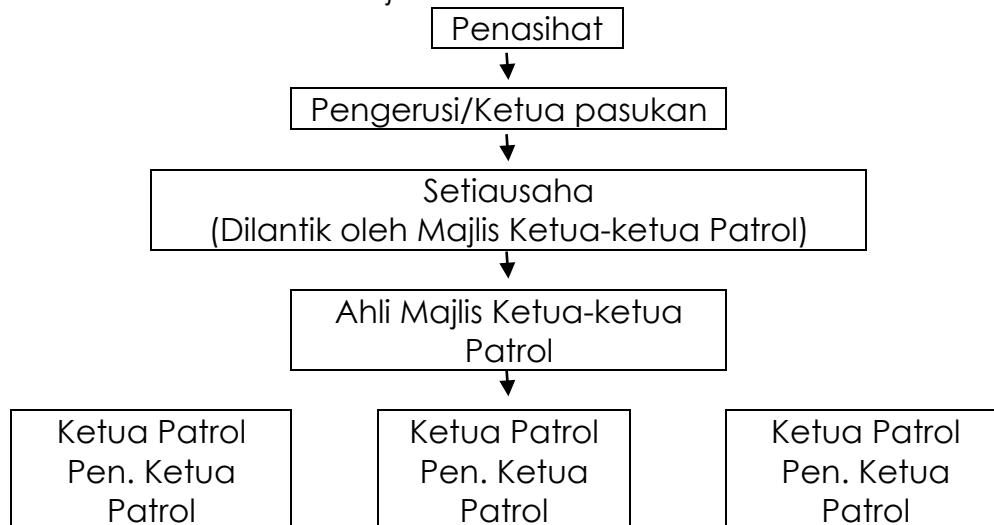 Penasihat
Pengerusi/Ketua pasukan
Setiausaha
(Dilantik oleh Majlis Ketua-ketua Patrol)
Ahli Majlis Ketua-ketua
Patrol
Ketua Patrol
Pen. Ketua
Patrol
Ketua Patrol
Pen. Ketua
Patrol
Ketua Patrol
Pen. Ketua
Patrol